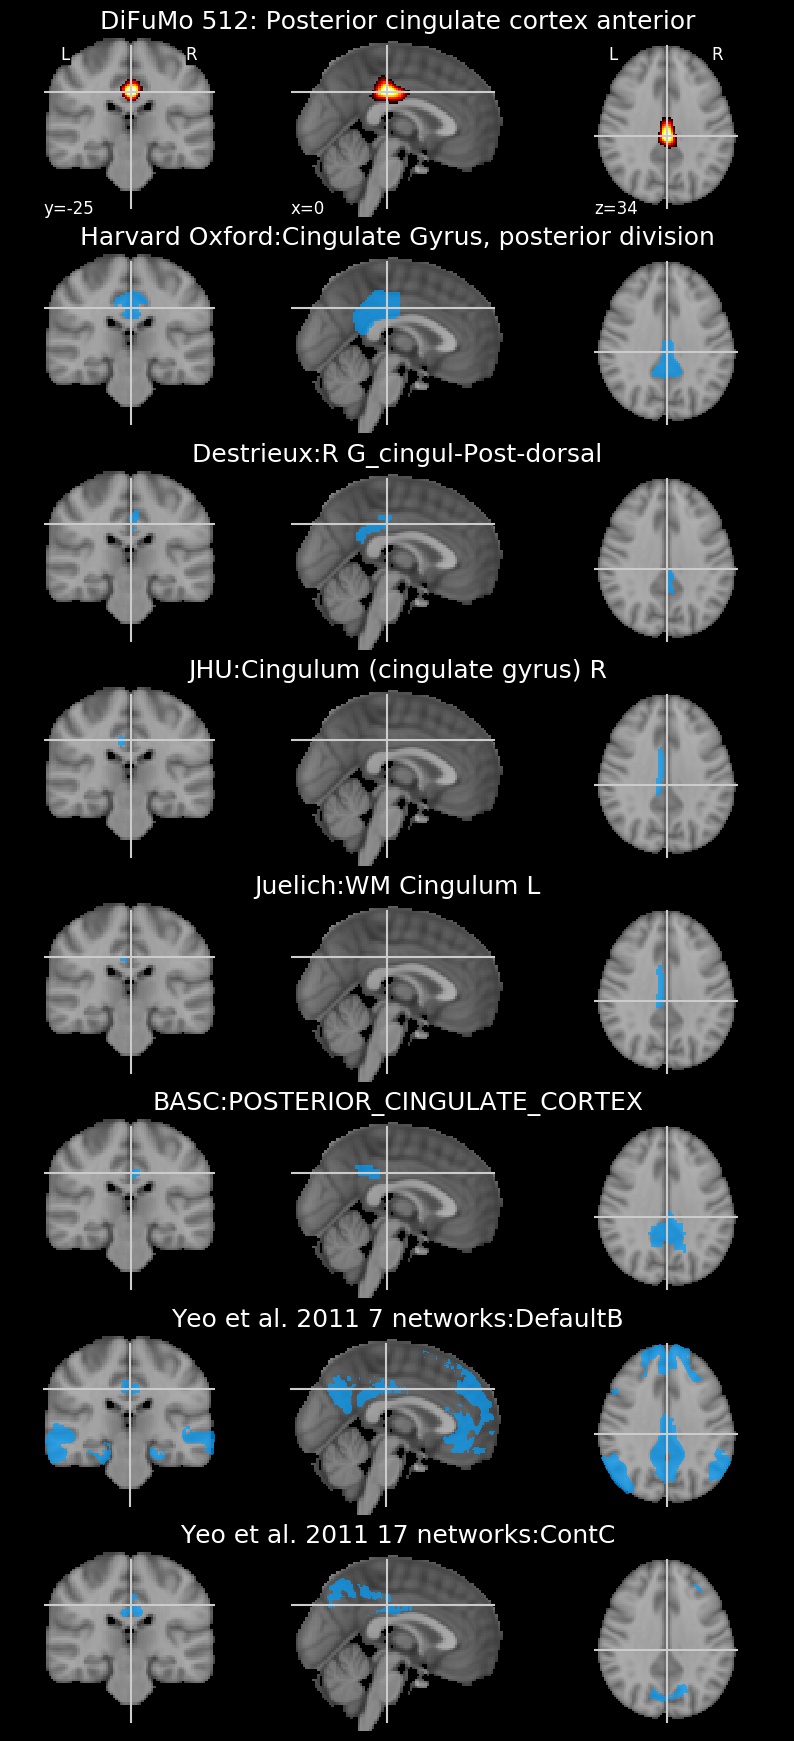 DiFuMo 512: Posterior cingulate cortex anterior
L R L R
y=-25 x=0 z=34
Harvard Oxford:Cingulate Gyrus, posterior division
Destrieux:R G_cingul-Post-dorsal
JHU:Cingulum (cingulate gyrus) R
Juelich:WM Cingulum L
BASC:POSTERIOR_CINGULATE_CORTEX
Yeo et al. 2011 7 networks:DefaultB
Yeo et al. 2011 17 networks:ContC